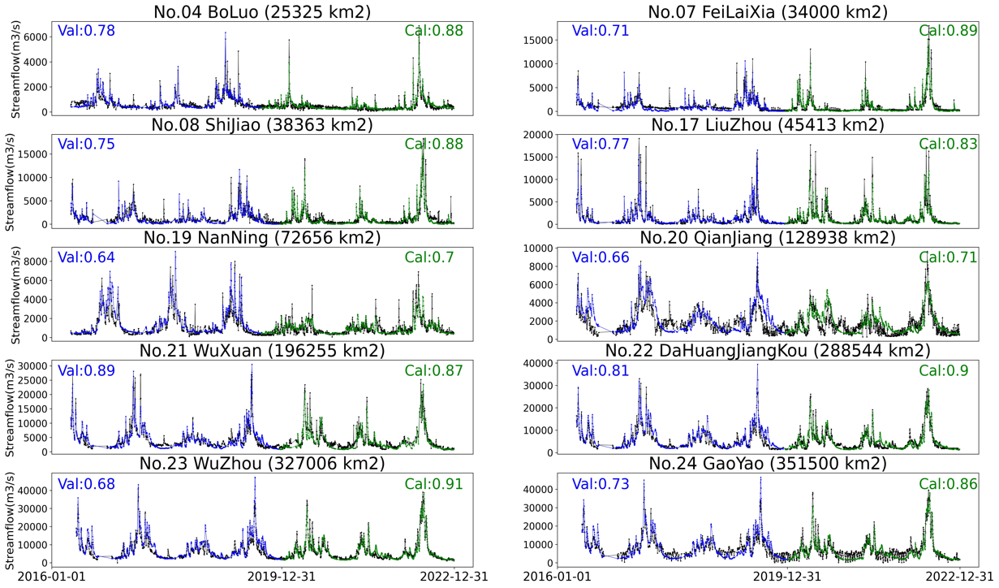 No.04 BoLuo (25325 km2)
Val:0.78
Cal:0.88
Streamflow(m3/s)
6000
4000
2000
0
No.07 FeiLaiXia (34000 km2)
Val:0.71
Cal:0.89
15000
10000
5000
0
No.08 ShiJiao (38363 km2)
Val:0.75
Cal:0.88
Streamflow(m3/s)
15000
10000
5000
0
No.17 LiuZhou (45413 km2)
Val:0.77
Cal:0.83
20000
15000
10000
5000
0
No.19 NanNing (72656 km2)
Val:0.64
Cal:0.7
Streamflow(m3/s)
8000
6000
4000
2000
0
No.20 QianJiang (128938 km2)
Val:0.66
Cal:0.71
10000
8000
6000
4000
2000
0
No.21 WuXuan (196255 km2)
Val:0.89
Cal:0.87
Streamflow(m3/s)
30000
25000
20000
15000
10000
5000
0
No.22 DaHuangJiangKou (288544 km2)
Val:0.81
Cal:0.9
40000
30000
20000
10000
0
No.23 WuZhou (327006 km2)
Val:0.68
Cal:0.91
Streamflow(m3/s)
40000
30000
20000
10000
0
2016-01-01
2019-12-31
2022-12-31
No.24 GaoYao (351500 km2)
Val:0.73
Cal:0.86
40000
30000
20000
10000
0
2016-01-01
2019-12-31
2022-12-31